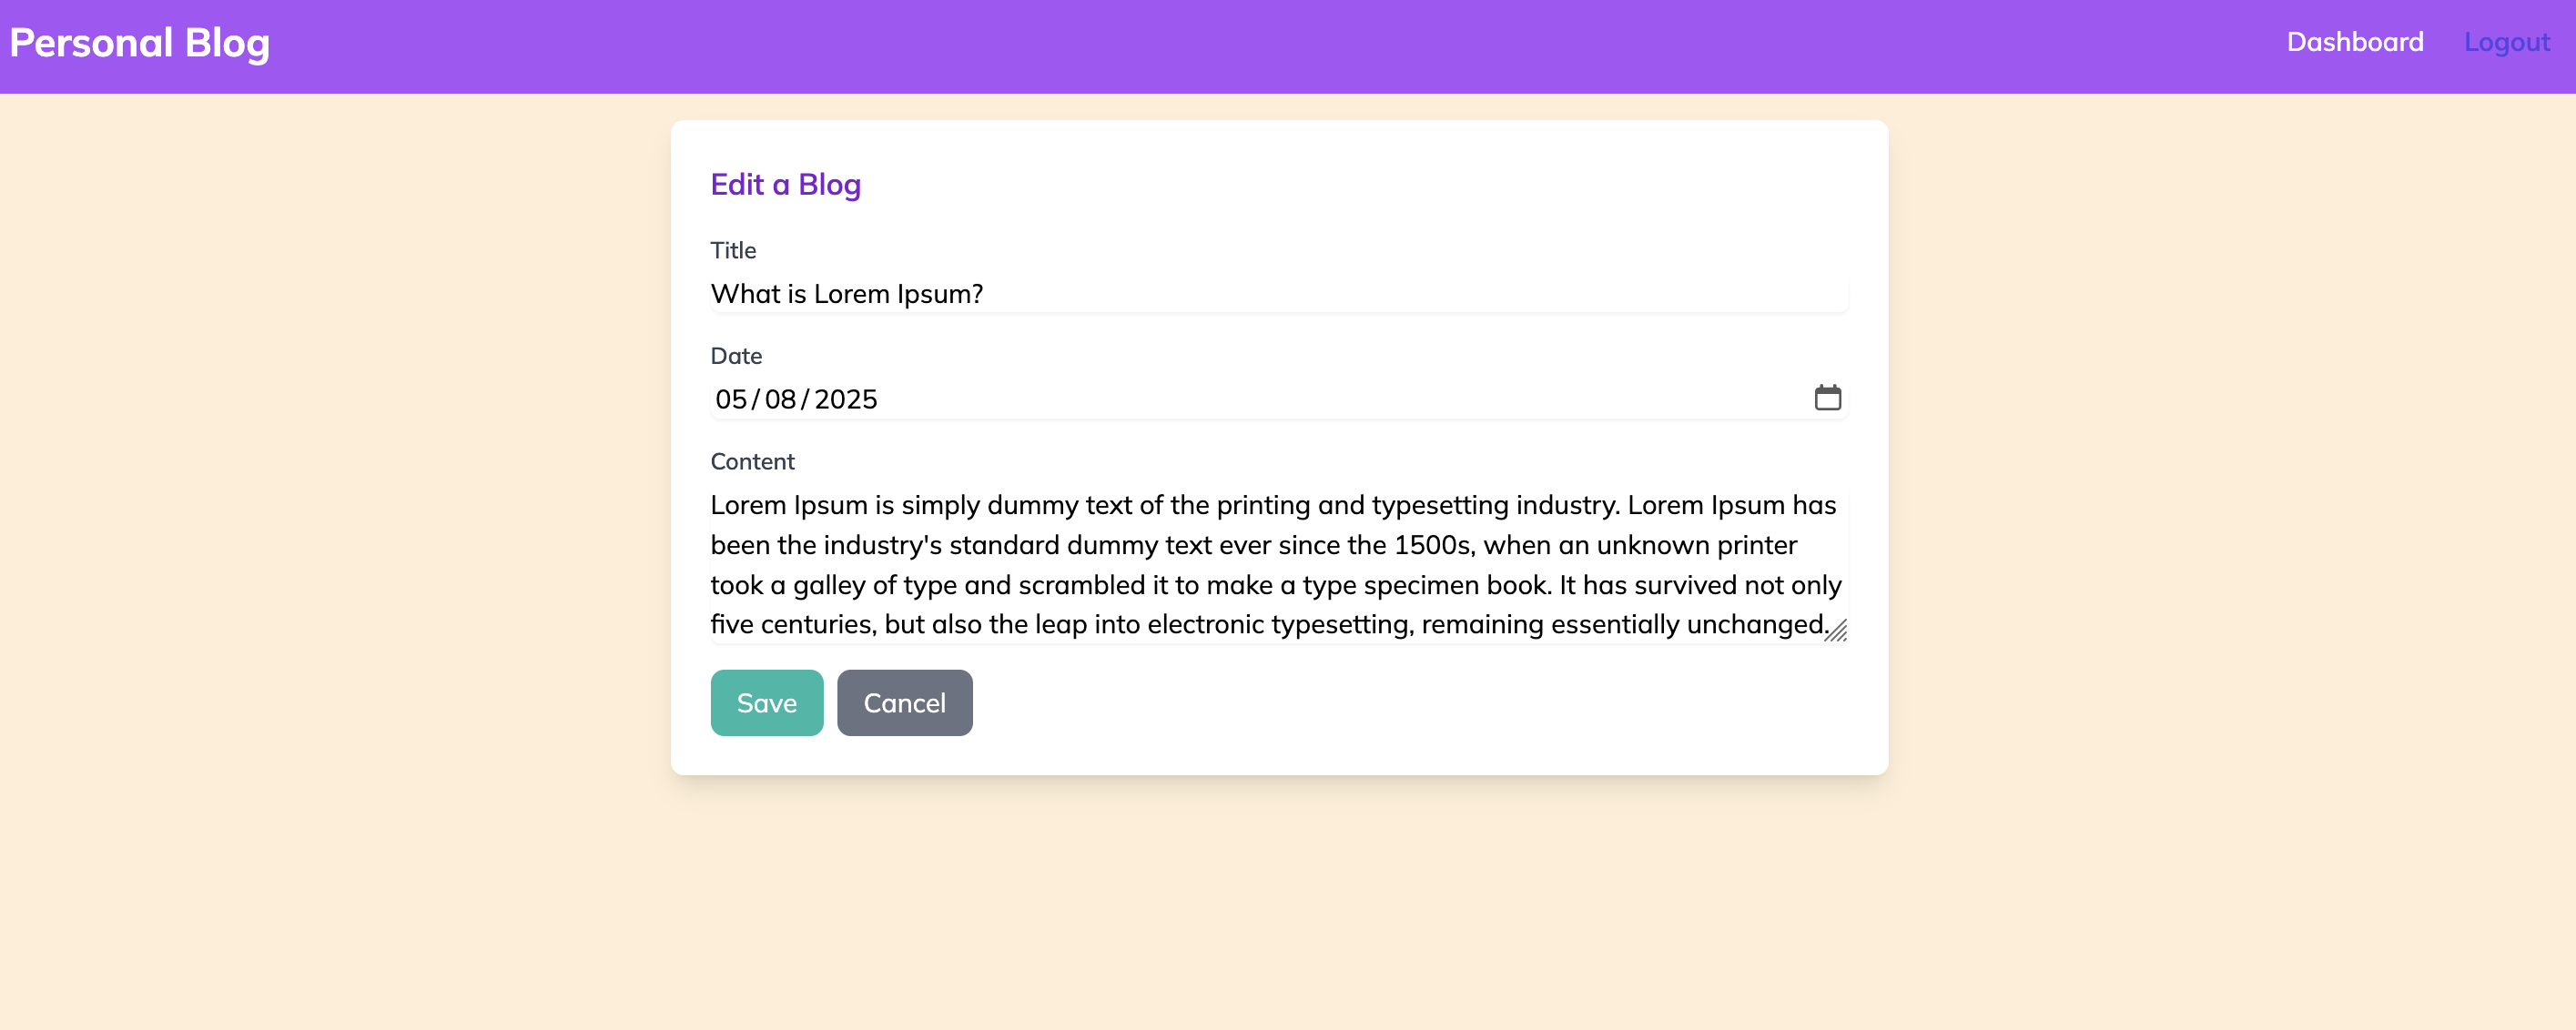 Personal Blog
Dashboard
Logout
Edit a Blog
Title
What is Lorem Ipsum?
Date
05/08/2025
Content
Lorem Ipsum is simply dummy text of the printing and typesetting industry. Lorem Ipsum has
been the industry's standard dummy text ever since the 1500s, when an unknown printer
took a galley of type and scrambled it to make a type specimen book. It has survived not only
five centuries, but also the leap into electronic typesetting, remaining essentially unchanged.
Save
Cancel